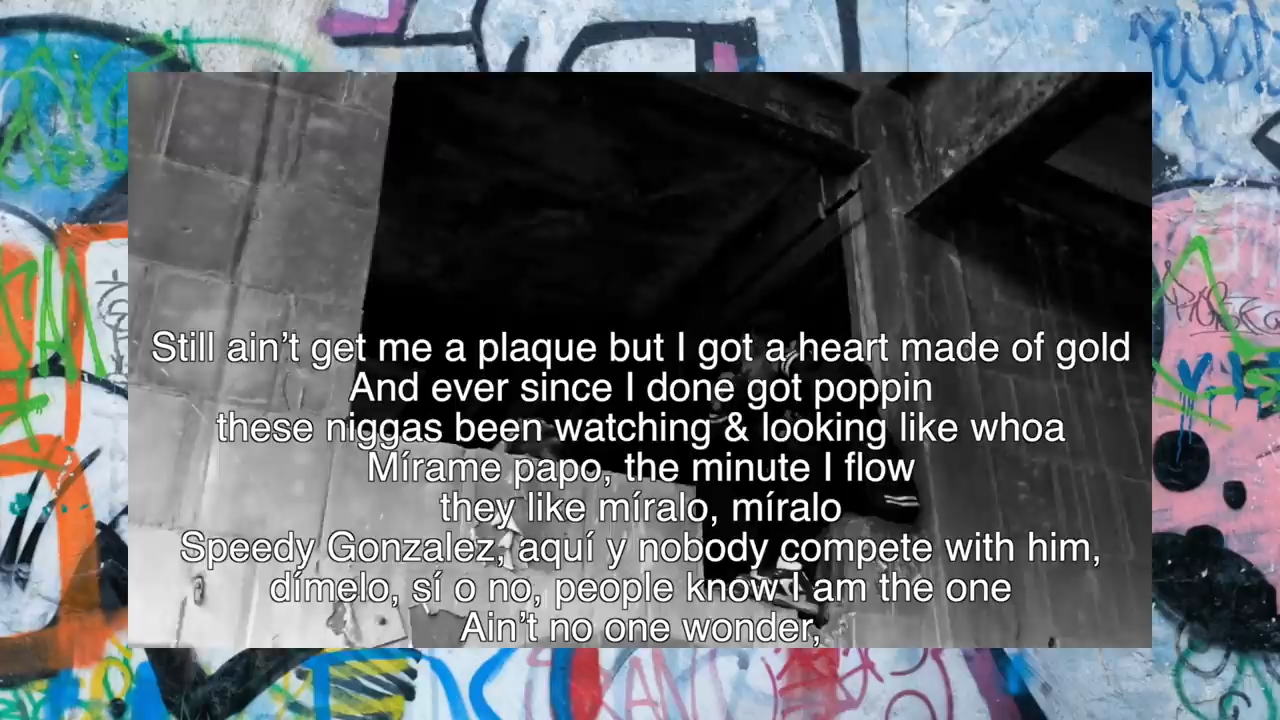 Still ain't get me a plaque but I got a heart made of gold
And ever since I done got poppin
these niggas been watching & looking like whoa
Mírame papo, the minute I flow
they like míralo, míralo
Speedy Gonzalez, aquí y nobody compete with him,
dímelo, sí o no, people know I am the one
Ain't no one wonder,